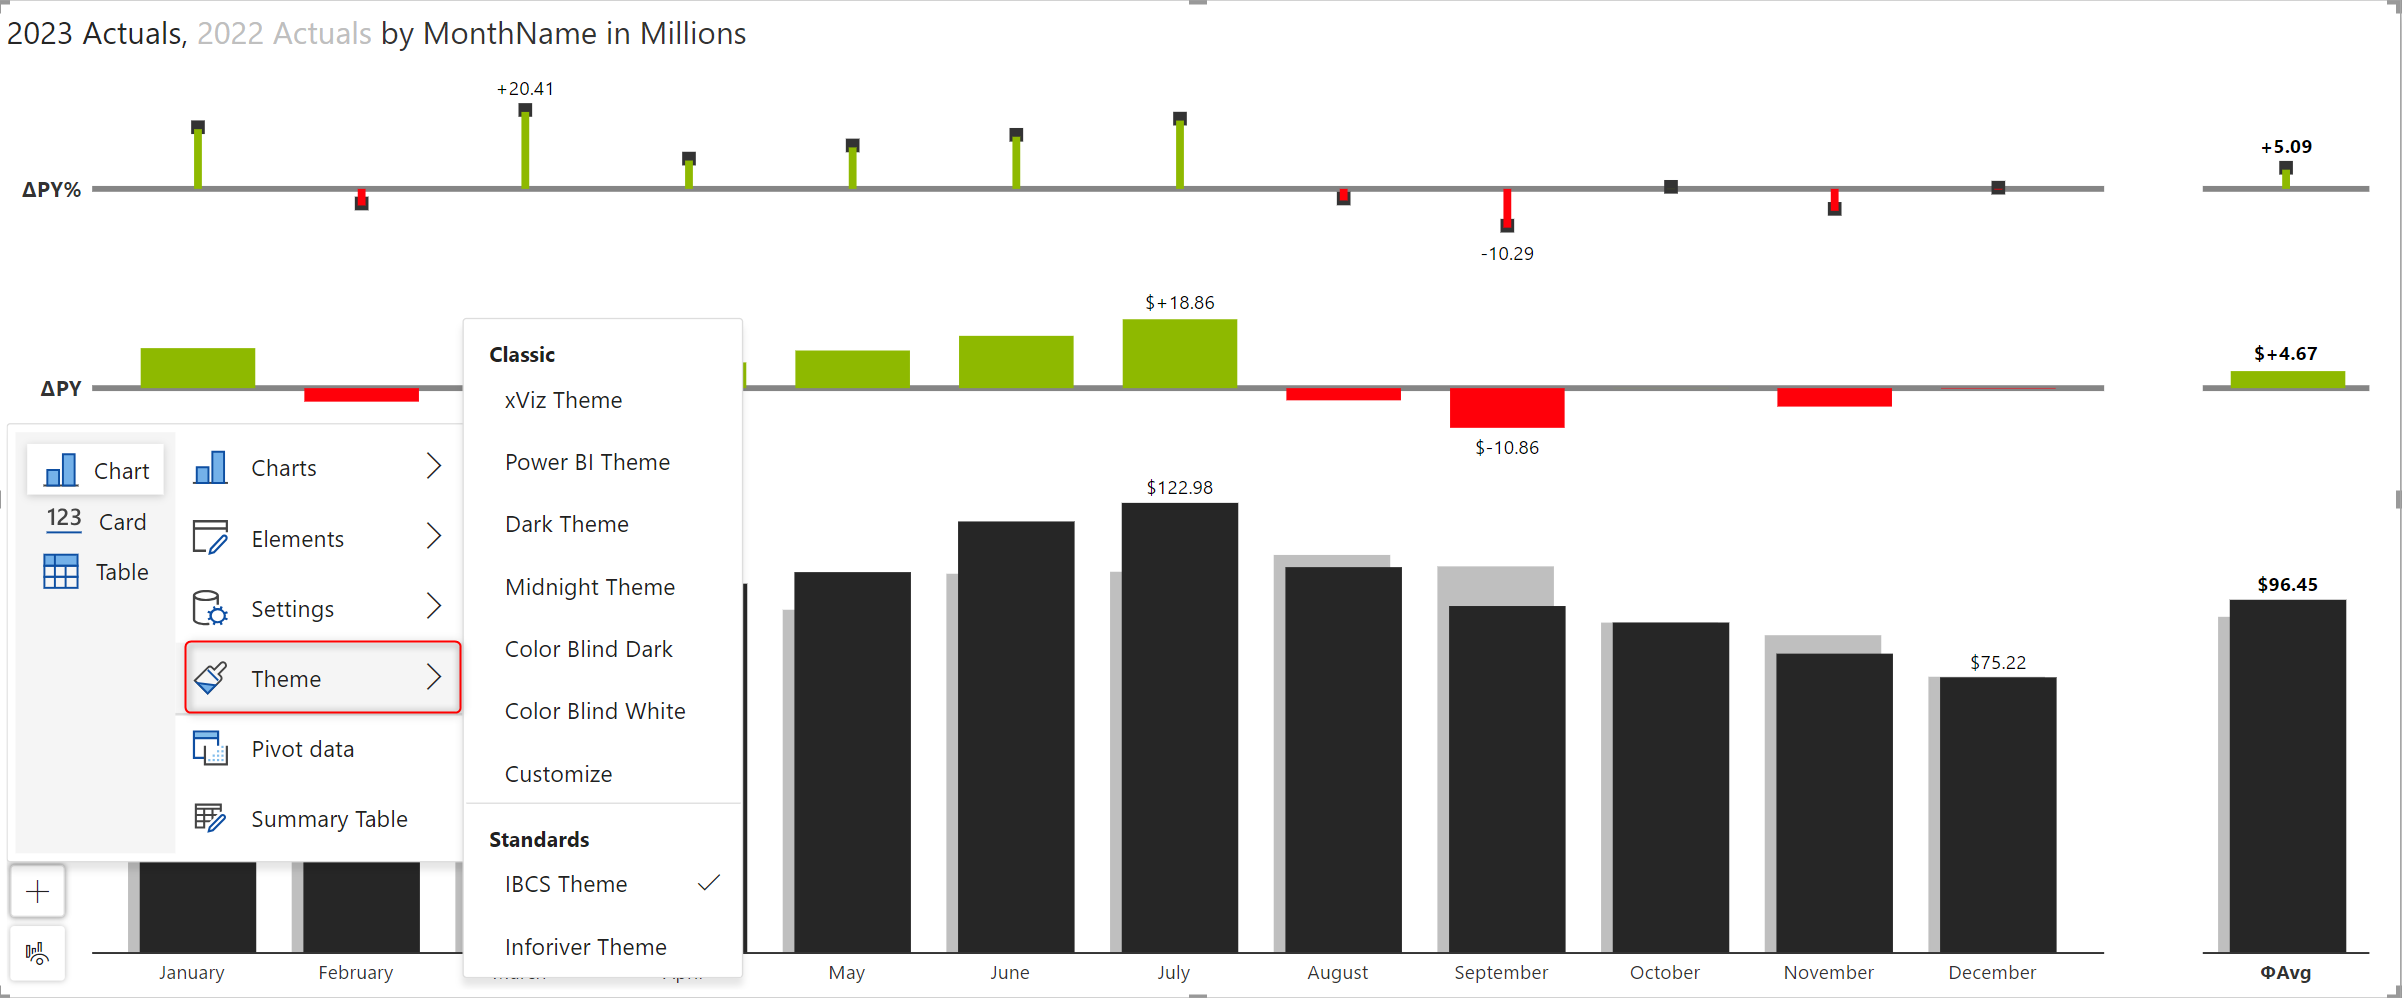 2023 Actuals, 2022 Actuals by MonthName in Millions
+20.41
+5.09
ΔPY%
-10.29
$+18.86
$+4.67
ΔPY
$-10.86
$122.98
$96.45
$75.22
Chart
Card
Table
Charts
Elements
Settings
Theme
Pivot data
Summary Table
Classic
xViz Theme
Power BI Theme
Dark Theme
Midnight Theme
Color Blind Dark
Color Blind White
Customize
Standards
IBCS Theme
Inforiver Theme
123
January
February
May
June
July
August
September
October
November
December
ΦAvg